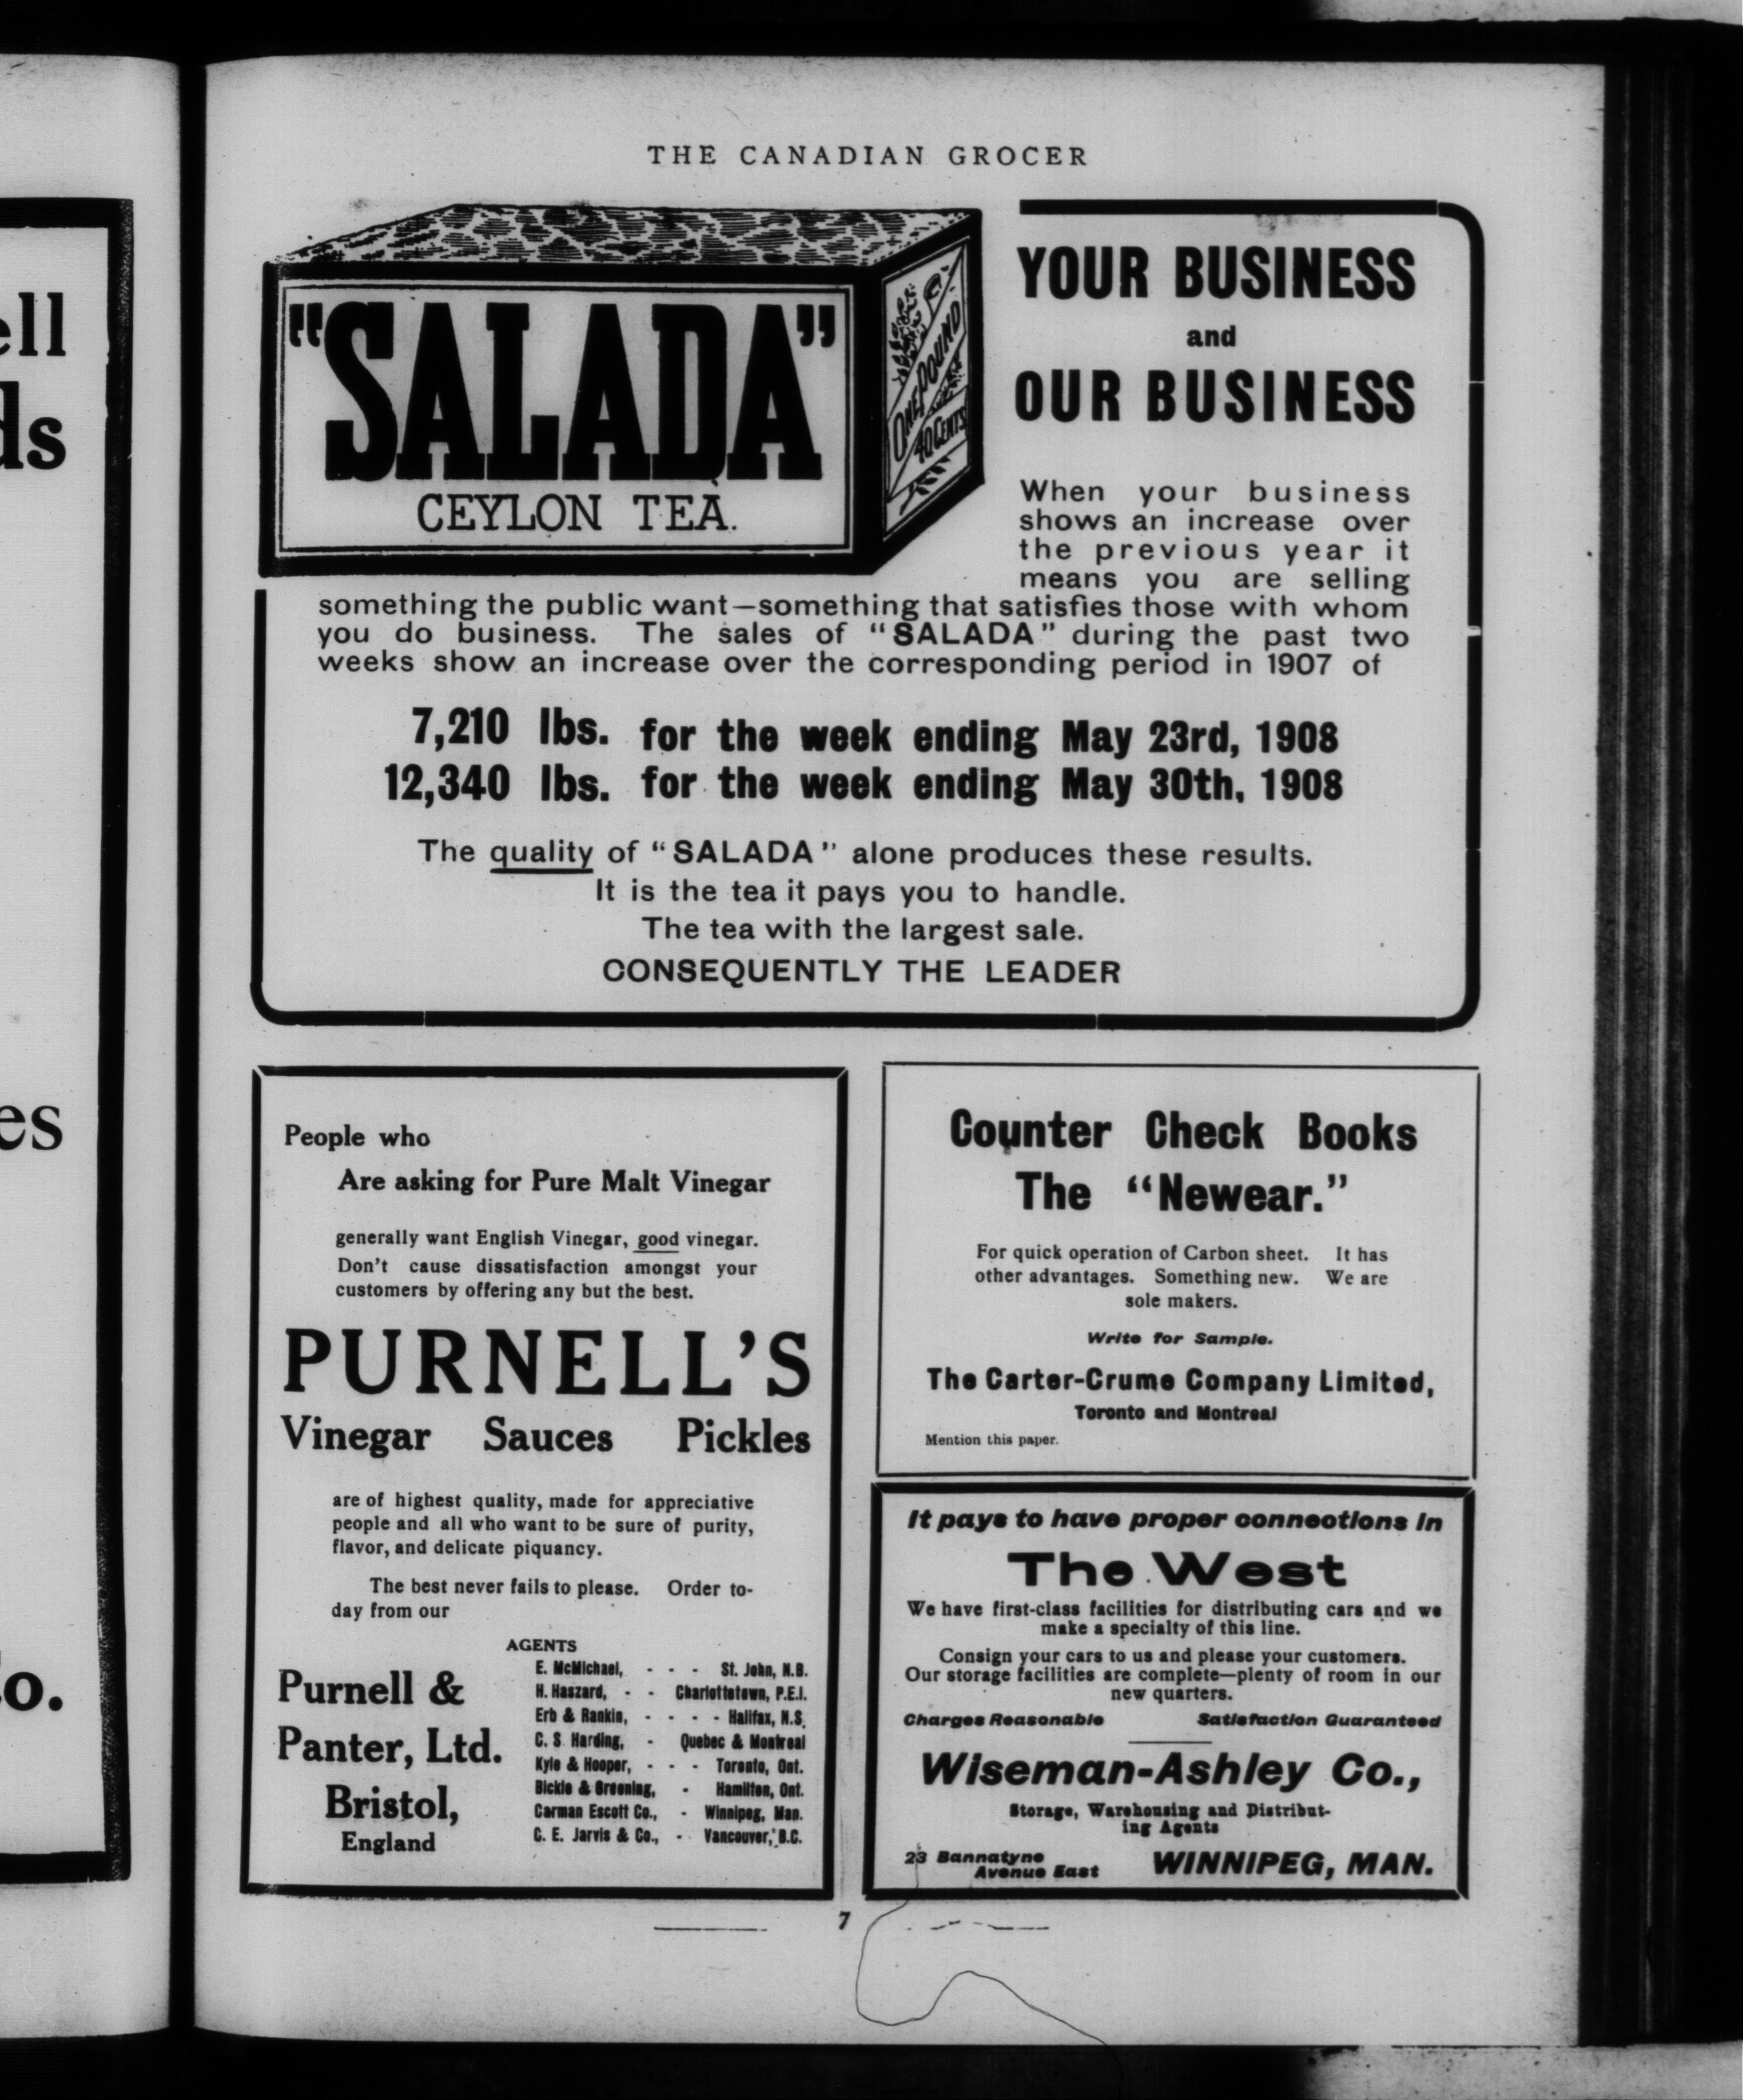 ell
ds
es
o.
THE CANADIAN GROCER
"SALADA"
CEYLON TEA.
ONE POUND
40 CENTS
YOUR BUSINESS
and
OUR BUSINESS
When your business
shows an increase over
the previous year it
means you are selling
something the public want—something that satisfies those with whom
you do business. The sales of "SALADA" during the past two
weeks show an increase over the corresponding period in 1907 of
7,210 lbs. for the week ending May 23rd, 1908
12,340 lbs. for the week ending May 30th, 1908
The quality of "SALADA" alone produces these results.
It is the tea it pays you to handle.
The tea with the largest sale.
CONSEQUENTLY THE LEADER
People who
Are asking for Pure Malt Vinegar
generally want English Vinegar, good vinegar.
Don't cause dissatisfaction amongst your
customers by offering any but the best.
PURNELL'S
Vinegar Sauces Pickles
are of highest quality, made for appreciative
people and all who want to be sure of purity,
flavor, and delicate piquancy.
The best never fails to please. Order to-
day from our
AGENTS
Purnell &
Panter, Ltd.
Bristol,
England
E. McMichael, - - - St. John, N.B.
H. Haszard, - - Charlottetown, P.E.I.
Erb & Rankin, - - - - Halifax, N.S.
C. S. Harding, - Quebec & Montreal
Kyle & Hooper, - - - Toronto, Ont.
Bickle & Greening, - Hamilton, Ont.
Carman Escott Co., - Winnipeg, Man.
C. E. Jarvis & Co., - - Vancouver, B.C.
Counter Check Books
The "Newear."
For quick operation of Carbon sheet. It has
other advantages. Something new. We are
sole makers.
Write for Sample.
The Carter-Crume Company Limited,
Toronto and Montreal
Mention this paper.
It pays to have proper connections in
The West
We have first-class facilities for distributing cars and we
make a specialty of this line.
Consign your cars to us and please your customers.
Our storage facilities are complete—plenty of room in our
new quarters.
Charges Reasonable Satisfaction Guaranteed
Wiseman-Ashley Co.,
Storage, Warehousing and Distribut-
ing Agents
23 Bannatyne
Avenue East
WINNIPEG, MAN.
7